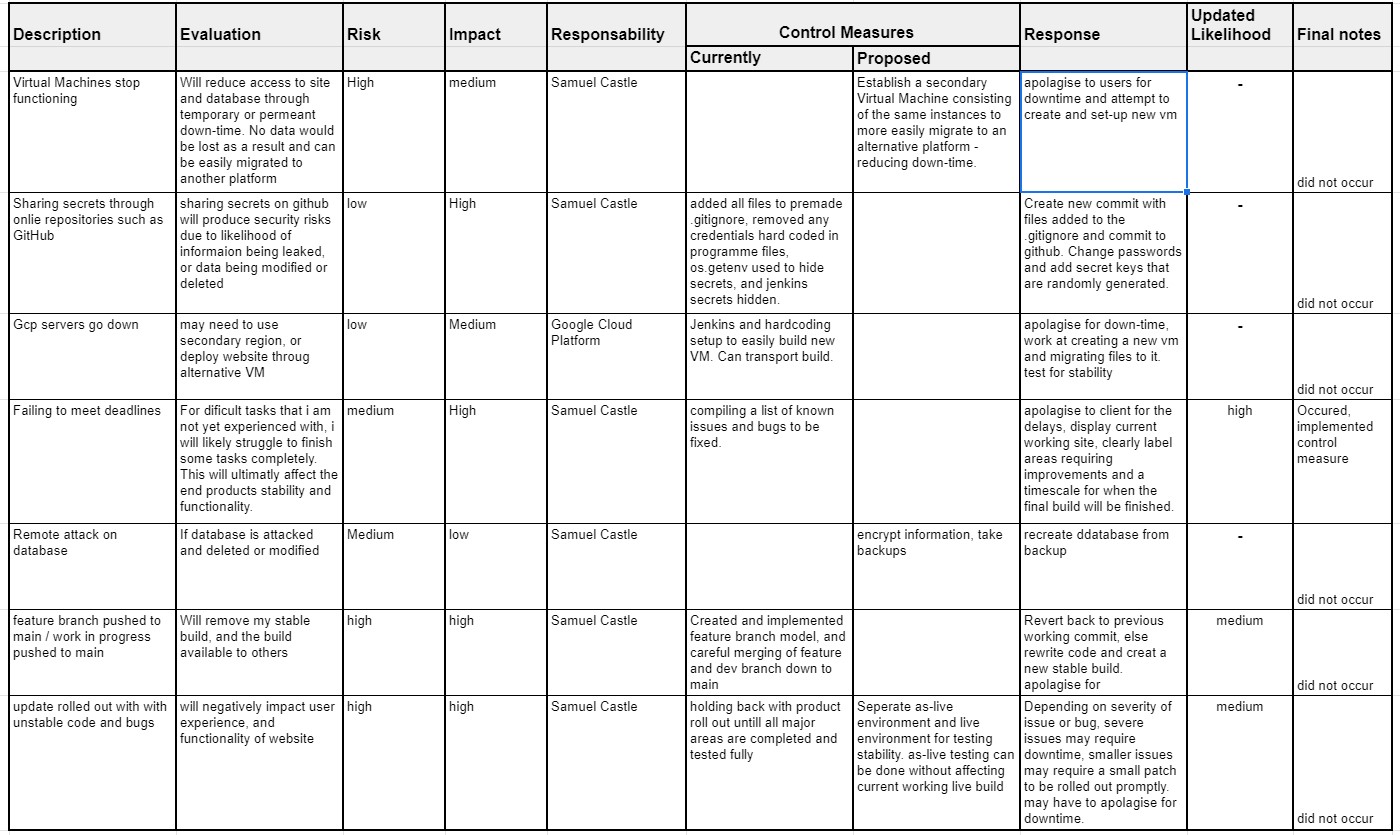 Description
Evaluation
Risk
Impact
Responsability
Control Measures
Response
Updated
Likelihood
Final notes
Currently
Proposed
Virtual Machines stop
functioning
Will reduce access to site
and database through
temporary or permeant
down-time. No data would
be lost as a result and can
be easily migrated to
another platform
High
medium
Samuel Castle
Establish a secondary
Virtual Machine consisting
of the same instances to
more easily migrate to an
alternative platform -
reducing down-time.
apolagise to users for
downtime and attempt to
create and set-up new vm
-
did not occur
Sharing secrets through
onlie repositories such as
GitHub
sharing secrets on github
will produce security risks
due to likelihood of
informaion being leaked,
or data being modified or
deleted
low
High
Samuel Castle
added all files to premade
.gitignore, removed any
credentials hard coded in
programme files,
os.getenv used to hide
secrets, and jenkins
secrets hidden.
Create new commit with
files added to the
.gitignore and commit to
github. Change passwords
and add secret keys that
are randomly generated.
-
did not occur
Gcp servers go down
may need to use
secondary region, or
deploy website throug
alternative VM
low
Medium
Google Cloud
Platform
Jenkins and hardcoding
setup to easily build new
VM. Can transport build.
apolagise for down-time,
work at creating a new vm
and migrating files to it.
test for stability
-
did not occur
Failing to meet deadlines
For dificult tasks that i am
not yet experienced with, i
will likely struggle to finish
some tasks completely.
This will ultimatly affect the
end products stability and
functionality.
medium
High
Samuel Castle
compiling a list of known
issues and bugs to be
fixed.
apolagise to client for the
delays, display current
working site, clearly label
areas requiring
improvements and a
timescale for when the
final build will be finished.
high
Occured,
implemented
control
measure
Remote attack on
database
If database is attacked
and deleted or modified
Medium
low
Samuel Castle
encrypt information, take
backups
recreate ddatabase from
backup
-
did not occur
feature branch pushed to
main / work in progress
pushed to main
Will remove my stable
build, and the build
available to others
high
high
Samuel Castle
Created and implemented
feature branch model, and
careful merging of feature
and dev branch down to
main
Revert back to previous
working commit, else
rewrite code and creat a
new stable build.
apolagise for
medium
did not occur
update rolled out with with
unstable code and bugs
will negatively impact user
experience, and
functionality of website
high
high
Samuel Castle
holding back with product
roll out untill all major
areas are completed and
tested fully
Seperate as-live
environment and live
environment for testing
stability. as-live testing can
be done without affecting
current working live build
Depending on severity of
issue or bug, severe
issues may require
downtime, smaller issues
may require a small patch
to be rolled out promptly.
may have to apolagise for
downtime.
medium
did not occur